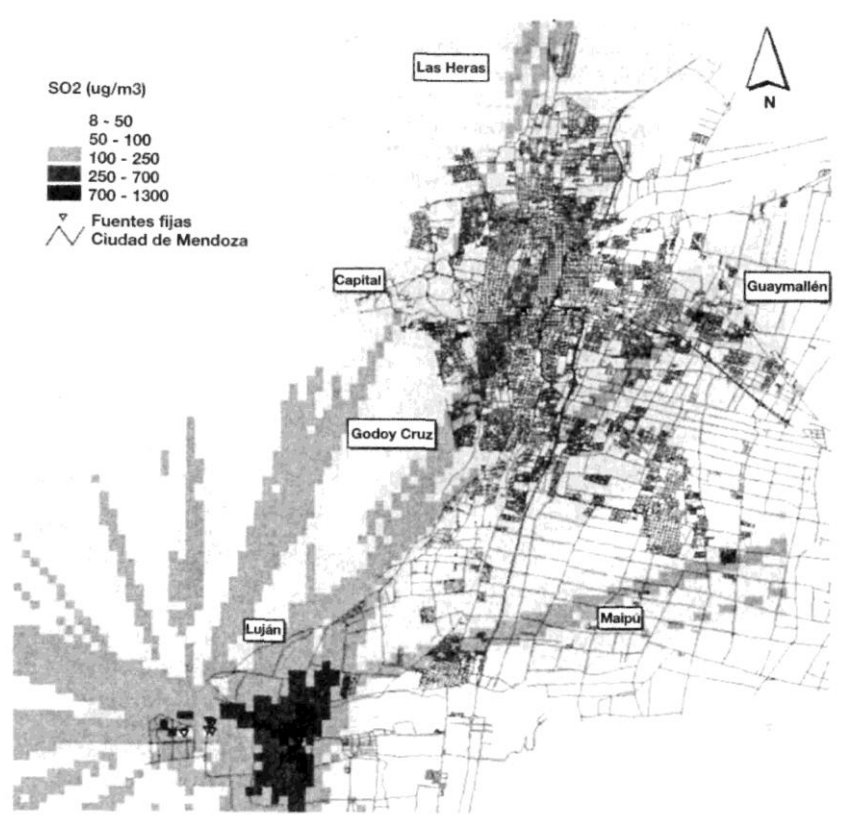 Las Heras
N
SO2 (ug/m3)
8 - 50
50 - 100
100 - 250
250 - 700
700 - 1300
Fuentes fijas
Ciudad de Mendoza
Capital
Guaymallén
Godoy Cruz
Luján
Maipú